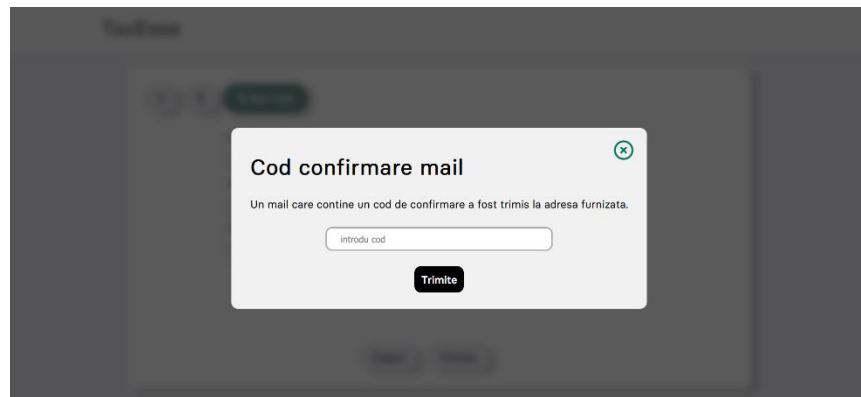 Cod confirmare mail
Un mail care contine un cod de confirmare a fost trimis la adresa furnizata.
introdu cod
Trimite